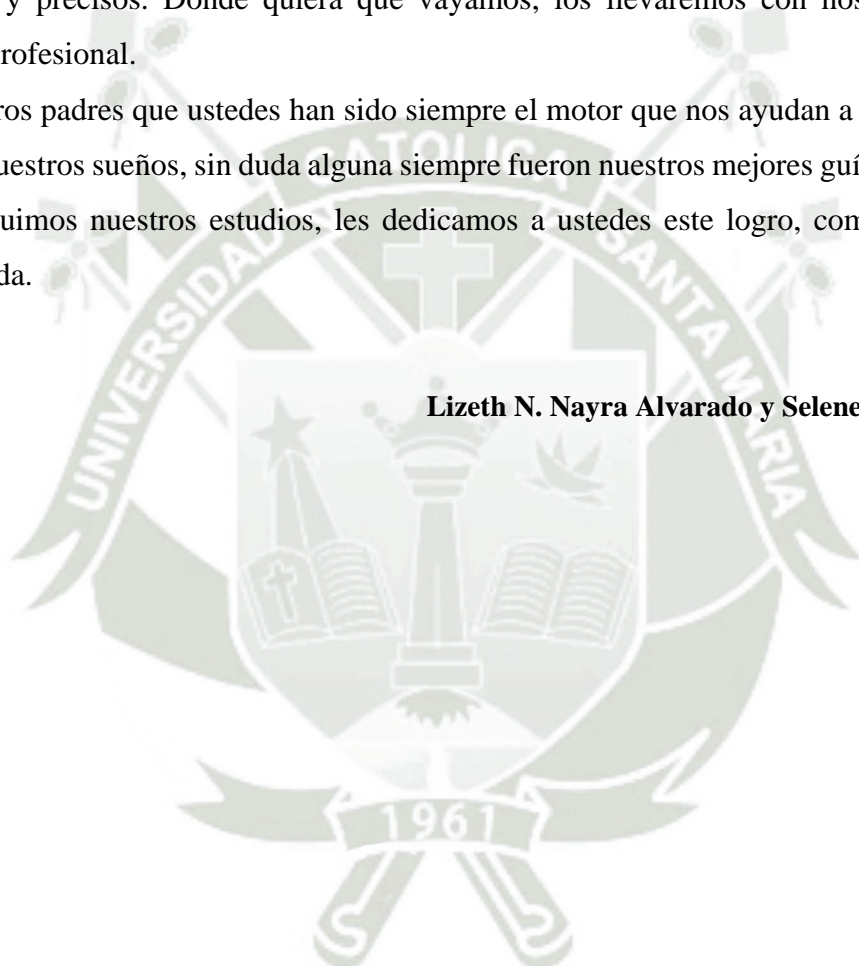 y precisos. Donde quiera que vayamos, los llevaremos con nos
rofesional.
ros padres que ustedes han sido siempre el motor que nos ayudan a
uestros sueños, sin duda alguna siempre fueron nuestros mejores guí
uimos nuestros estudios, les dedicamos a ustedes este logro, com
da.
Lizeth N. Nayra Alvarado y Selene
UNIVERSIDAD CATOLICA SANTA MARIA
1961